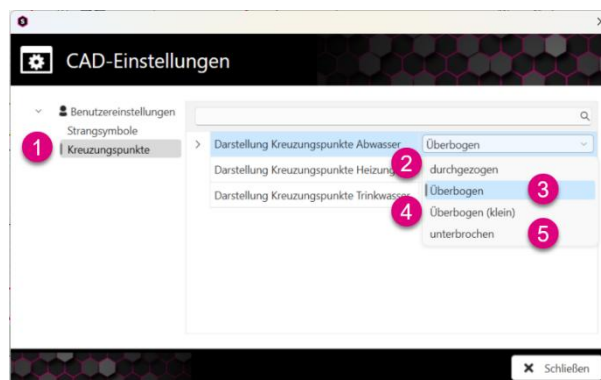 CAD-Einstellungen
Benutzereinstellungen
Strangsymbole
1 Kreuzungspunkte
Darstellung Kreuzungspunkte Abwasser Überbogen
Darstellung Kreuzungspunkte Heizung 2 durchgezogen
Überbogen 3
Darstellung Kreuzungspunkte Trinkwasser 4 Überbogen (klein)
unterbrochen 5
Schließen